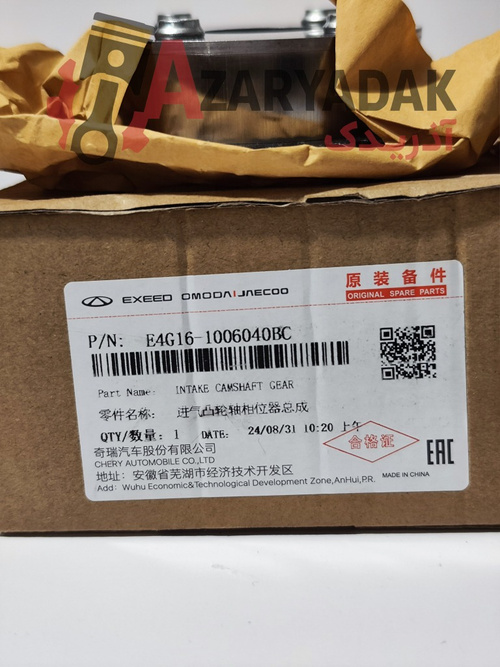 AZARYADAK
آذریدک
EXEED OMODA|JAECOO
原装备件
ORIGINAL SPARE PARTS
P/N: E4G16-1006040BC
Part Name: INTAKE CAMSHAFT GEAR
零件名称: 进气凸轮轴相位器总成
QTY/数量: 1 DATE: 24/08/31 10:20 上午
合格证
EAC
奇瑞汽车股份有限公司
CHERY AUTOMOBILE CO.,LTD
地址: 安徽省芜湖市经济技术开发区
Add: Wuhu Economic&Technological Development Zone,AnHui,P.R.
MADE IN CHINA